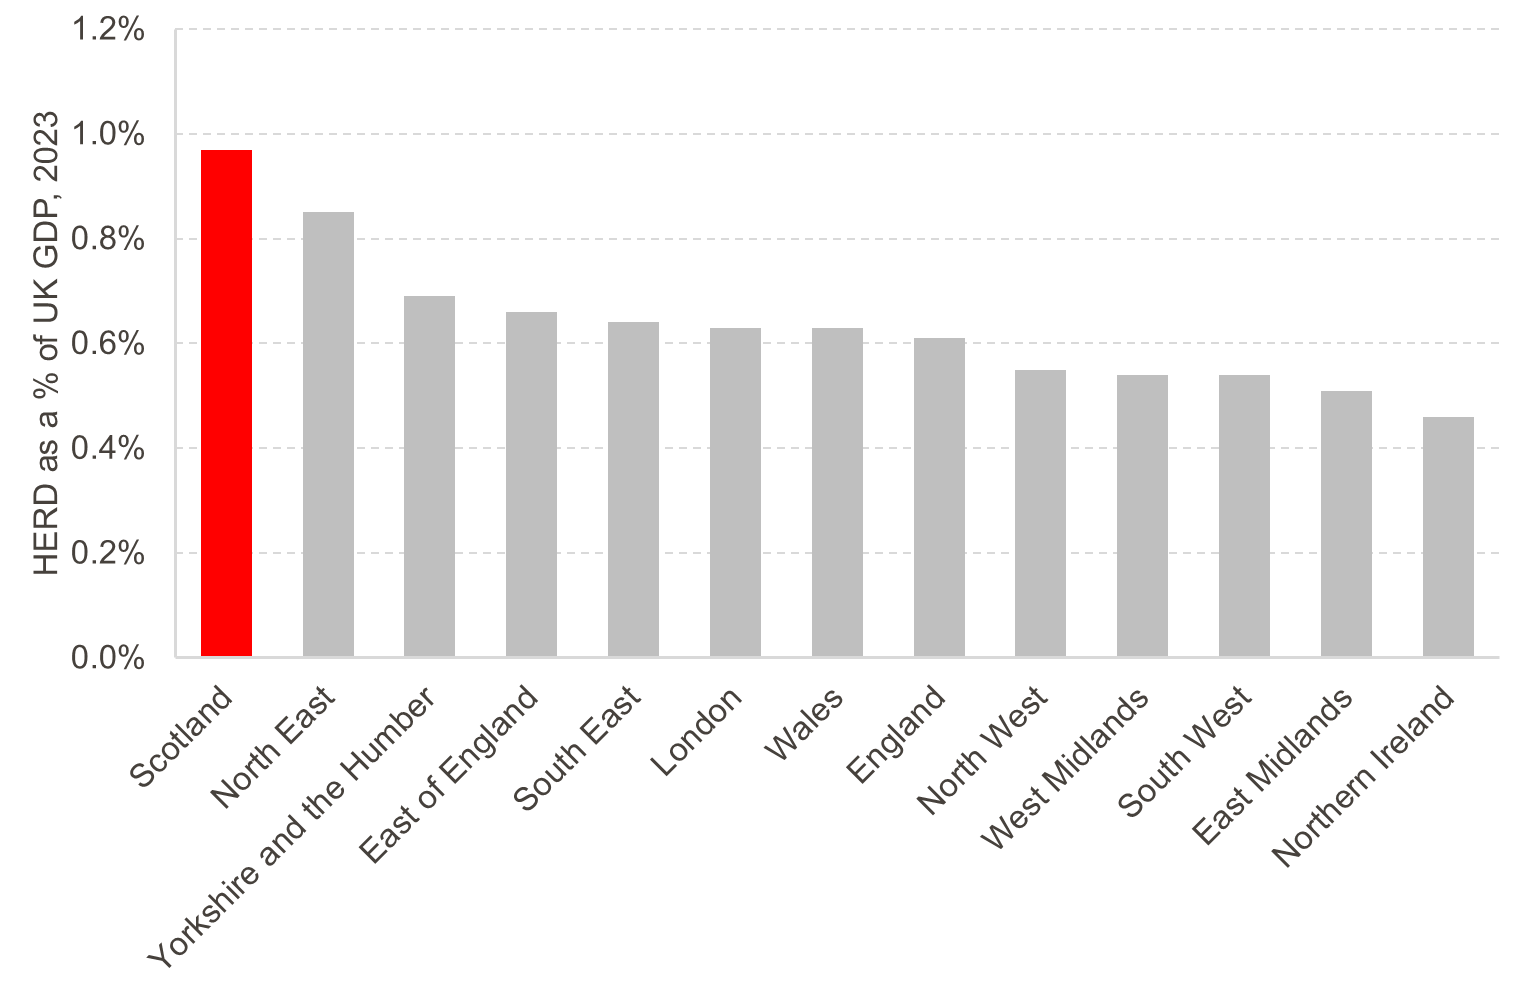 1.2%
1.0%
0.8%
0.6%
0.4%
0.2%
0.0%
HERD as a % of UK GDP, 2023
Scotland
North East
Yorkshire and the Humber
East of England
South East
London
Wales
England
North West
West Midlands
South West
East Midlands
Northern Ireland